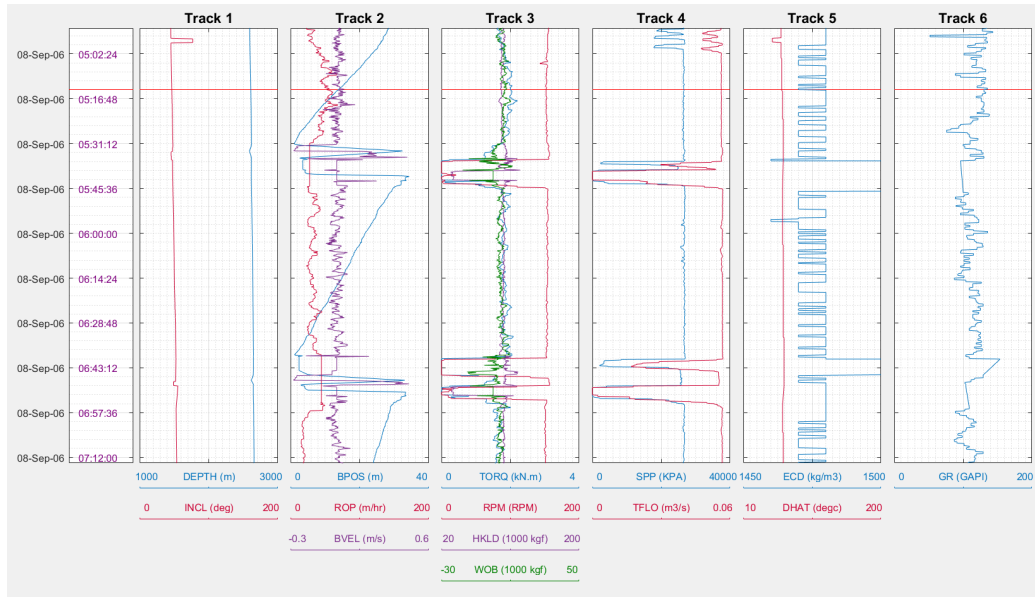 Track 1 Track 2 Track 3 Track 4 Track 5 Track 6
08-Sep-06 05:02:24
08-Sep-06 05:16:48
08-Sep-06 05:31:12
08-Sep-06 05:45:36
08-Sep-06 06:00:00
08-Sep-06 06:14:24
08-Sep-06 06:28:48
08-Sep-06 06:43:12
08-Sep-06 06:57:36
08-Sep-06 07:12:00
1000 DEPTH (m) 3000 0 BPOS (m) 40 0 TORQ (kN.m) 4 0 SPP (KPA) 40000 1450 ECD (kg/m3) 1500 0 GR (GAPI) 200
0 INCL (deg) 200 0 ROP (m/hr) 200 0 RPM (RPM) 200 0 TFLO (m3/s) 0.06 10 DHAT (degc) 200
-0.3 BVEL (m/s) 0.6 20 HKLD (1000 kgf) 200
-30 WOB (1000 kgf) 50